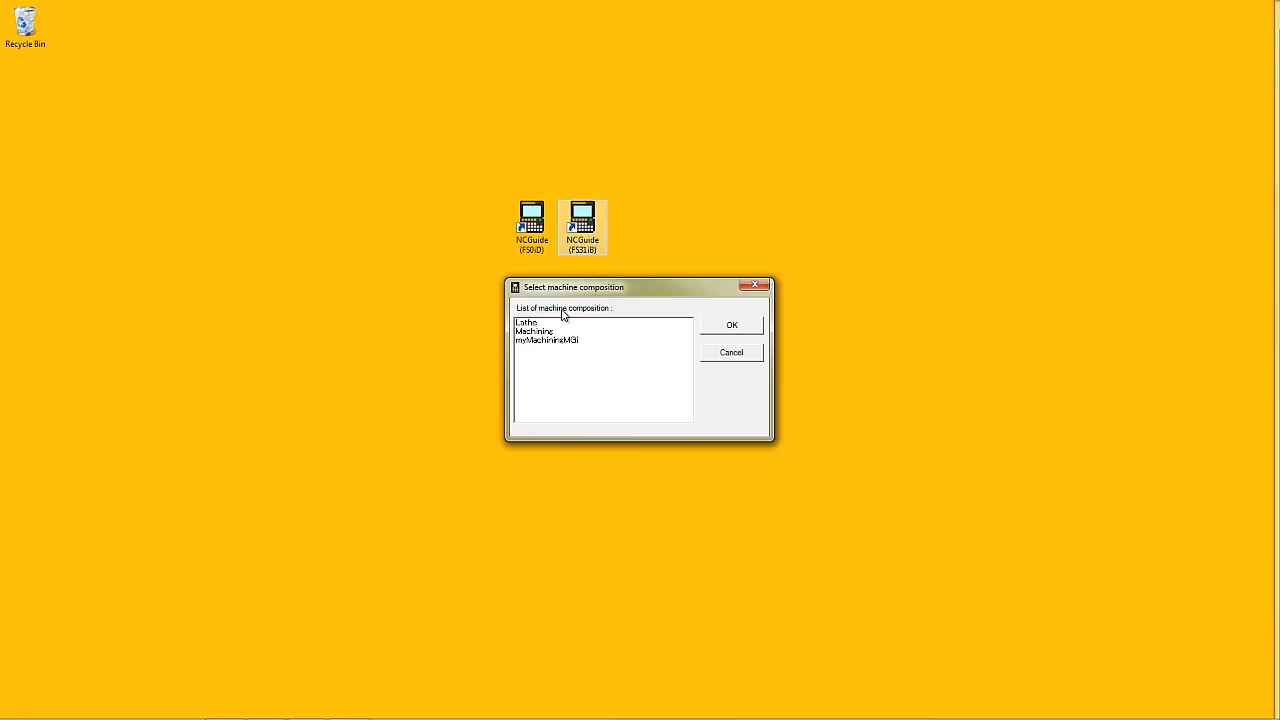 Recycle Bin
NCGuide
(FS0iD)
NCGuide
(FS31iB)
Select machine composition
List of machine composition :
Lathe
Machining
myMachiningMGi
OK
Cancel